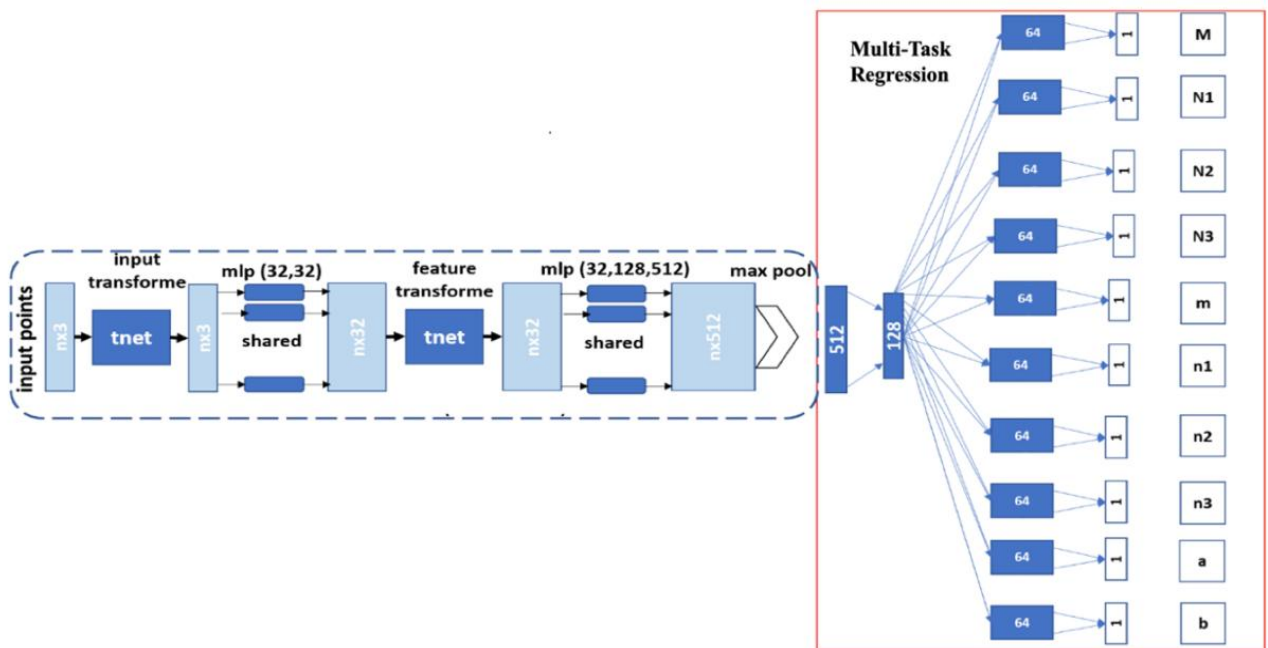 input points
nx3
input
transforme
tnet
nx3
mlp (32,32)
shared
nx32
feature
transforme
tnet
nx32
mlp (32,128,512)
shared
nx512
max pool
Multi-Task
Regression
512
128
64 1 M
64 1 N1
64 1 N2
64 1 N3
64 1 m
64 1 n1
64 1 n2
64 1 n3
64 1 a
64 1 b